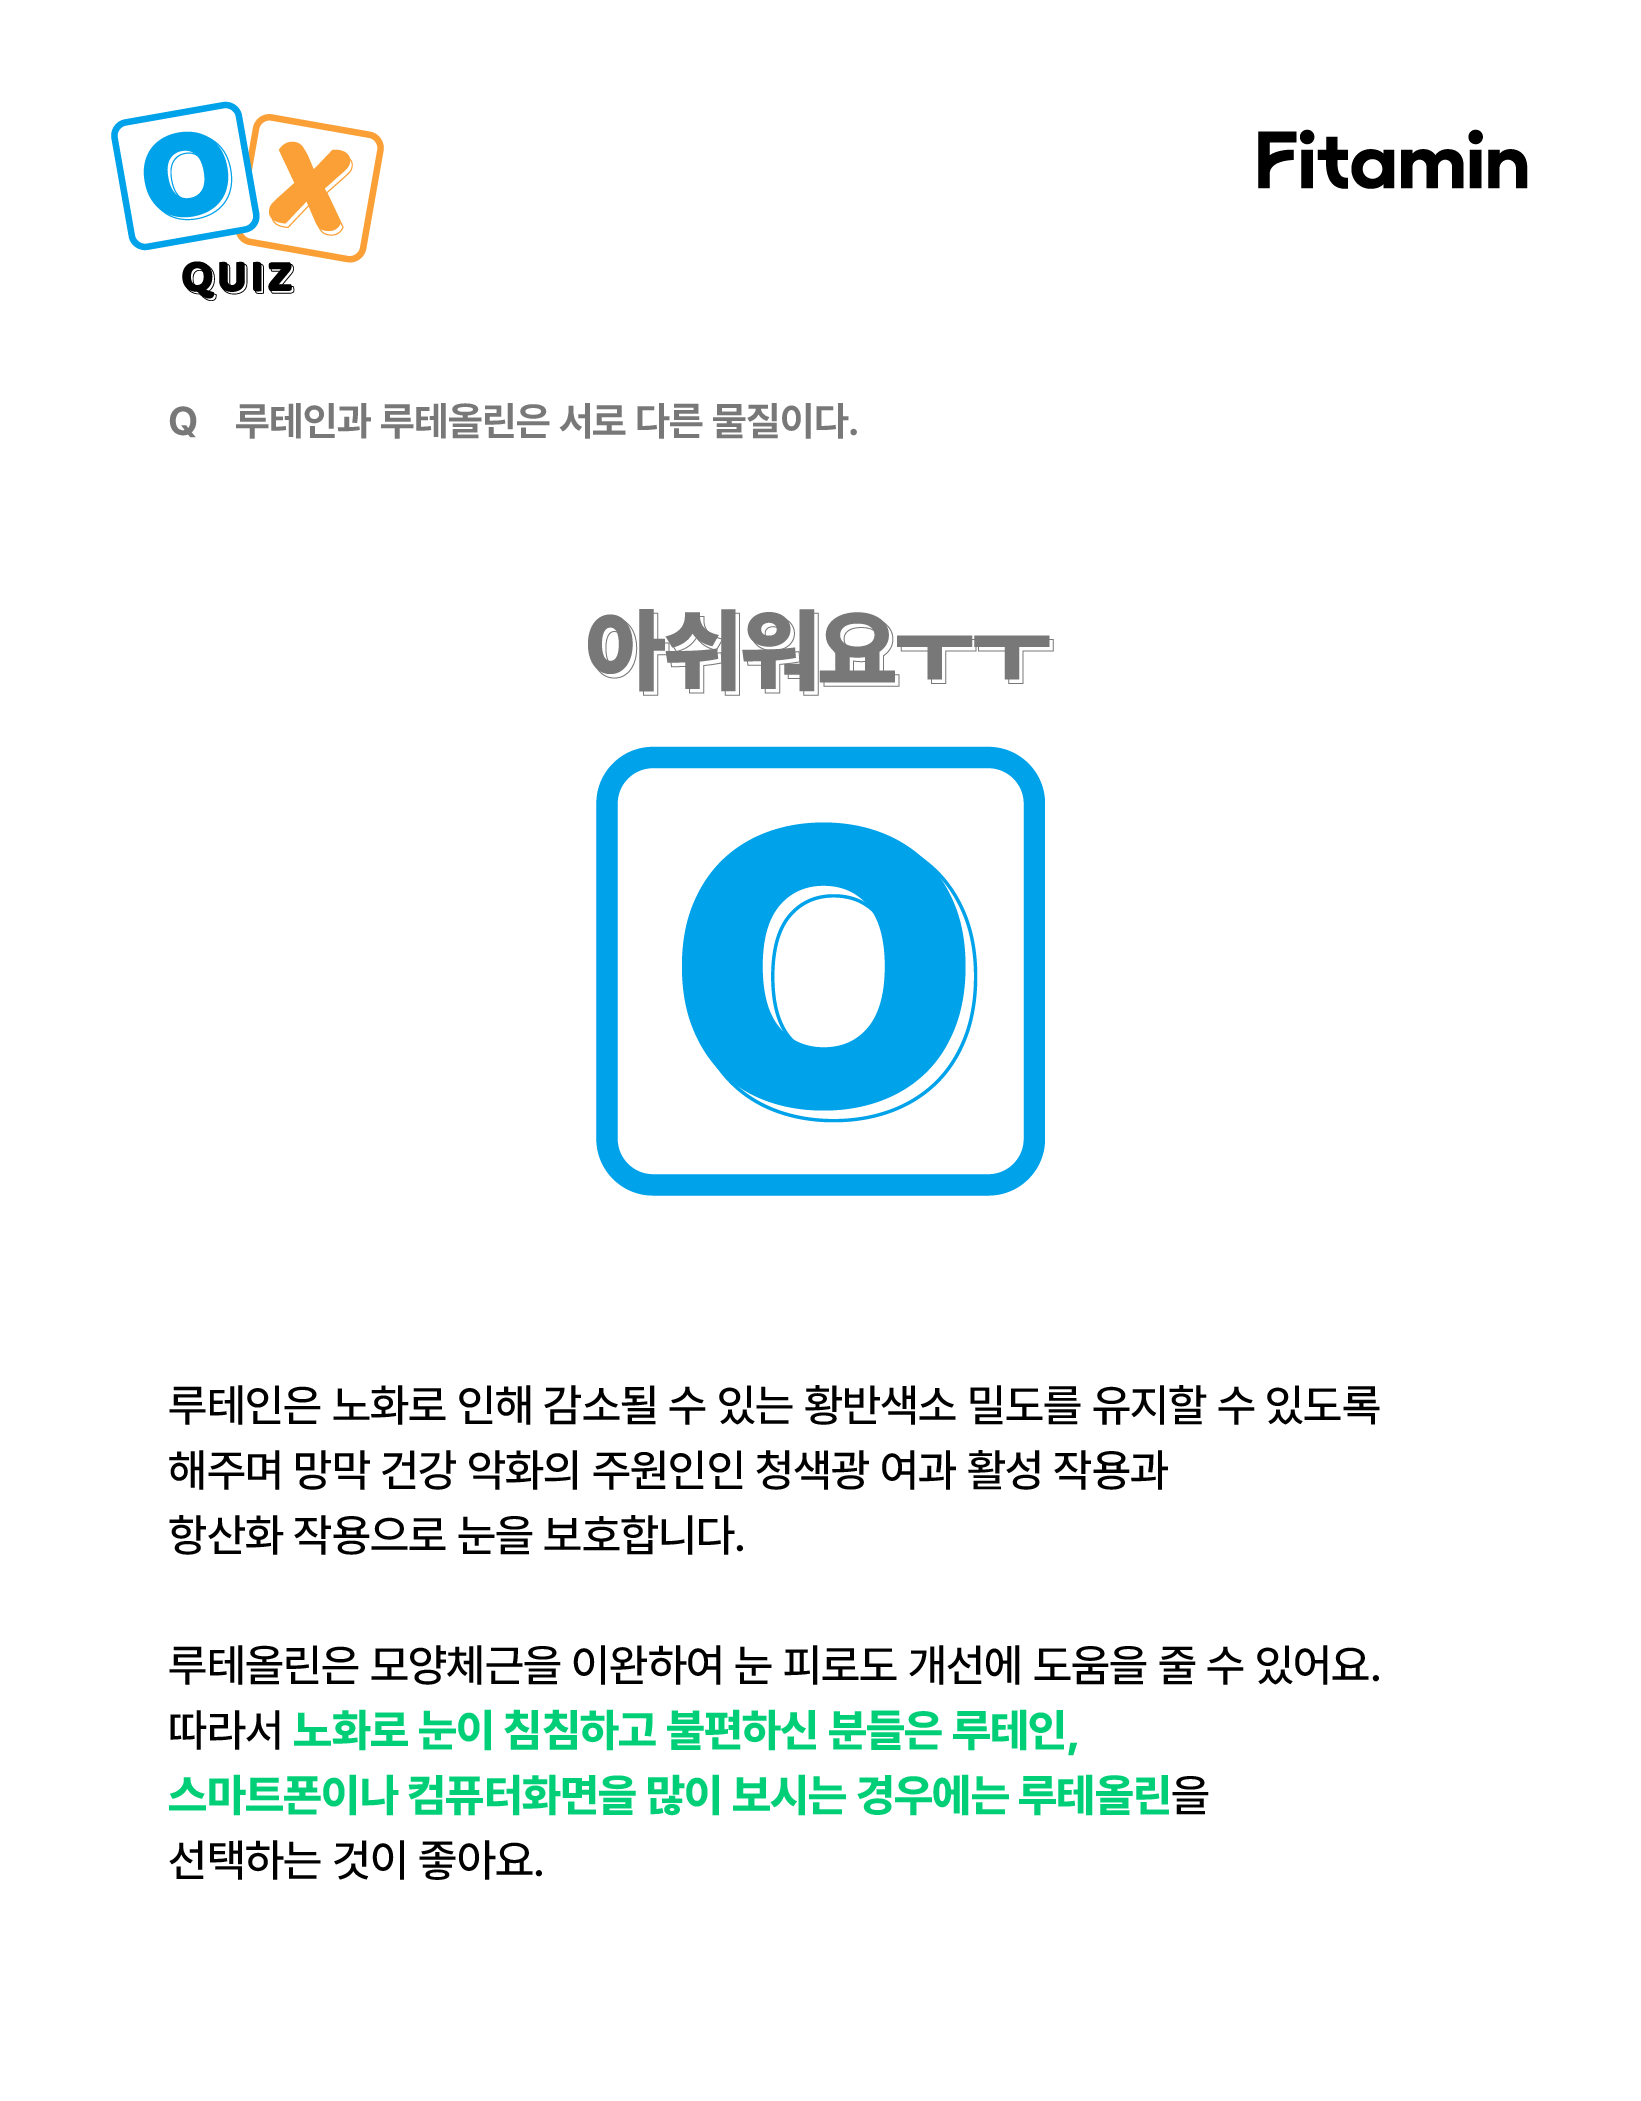 O X
QUIZ
Fitamin
Q 루테인과 루테올린은 서로 다른 물질이다.
아쉬워요ㅜㅜ
O
루테인은 노화로 인해 감소될 수 있는 황반색소 밀도를 유지할 수 있도록
해주며 망막 건강 악화의 주원인인 청색광 여과 활성 작용과
항산화 작용으로 눈을 보호합니다.
루테올린은 모양체근을 이완하여 눈 피로도 개선에 도움을 줄 수 있어요.
따라서 노화로 눈이 침침하고 불편하신 분들은 루테인,
스마트폰이나 컴퓨터화면을 많이 보시는 경우에는 루테올린을
선택하는 것이 좋아요.